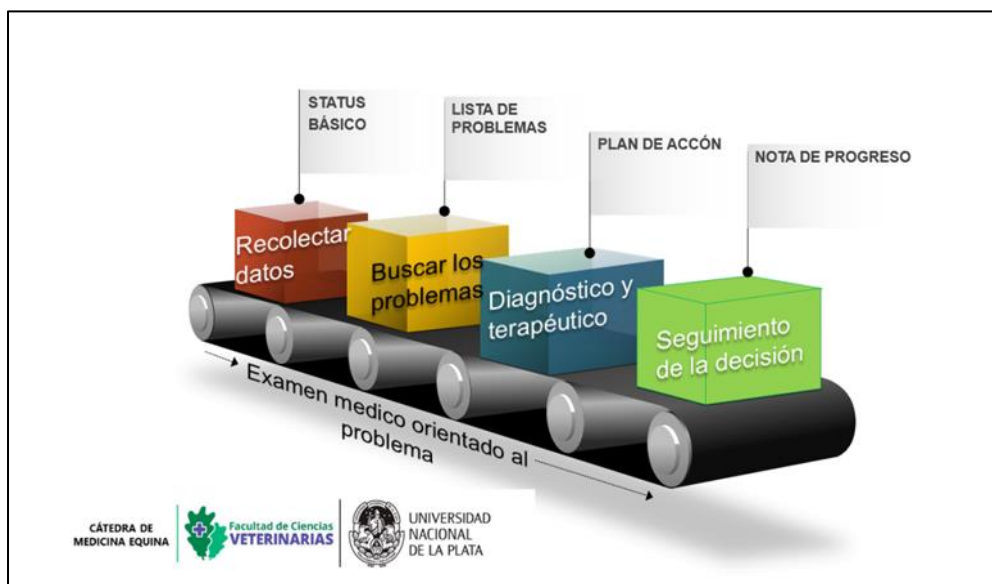 STATUS
BÁSICO
LISTA DE
PROBLEMAS
PLAN DE ACCÓN
NOTA DE PROGRESO
Recolectar
datos
Buscar los
problemas
Diagnóstico y
terapéutico
Seguimiento
de la decisión
Examen medico orientado al
problema
CÁTEDRA DE
MEDICINA EQUINA
Facultad de Ciencias
VETERINARIAS
UNIVERSIDAD
NACIONAL
DE LA PLATA